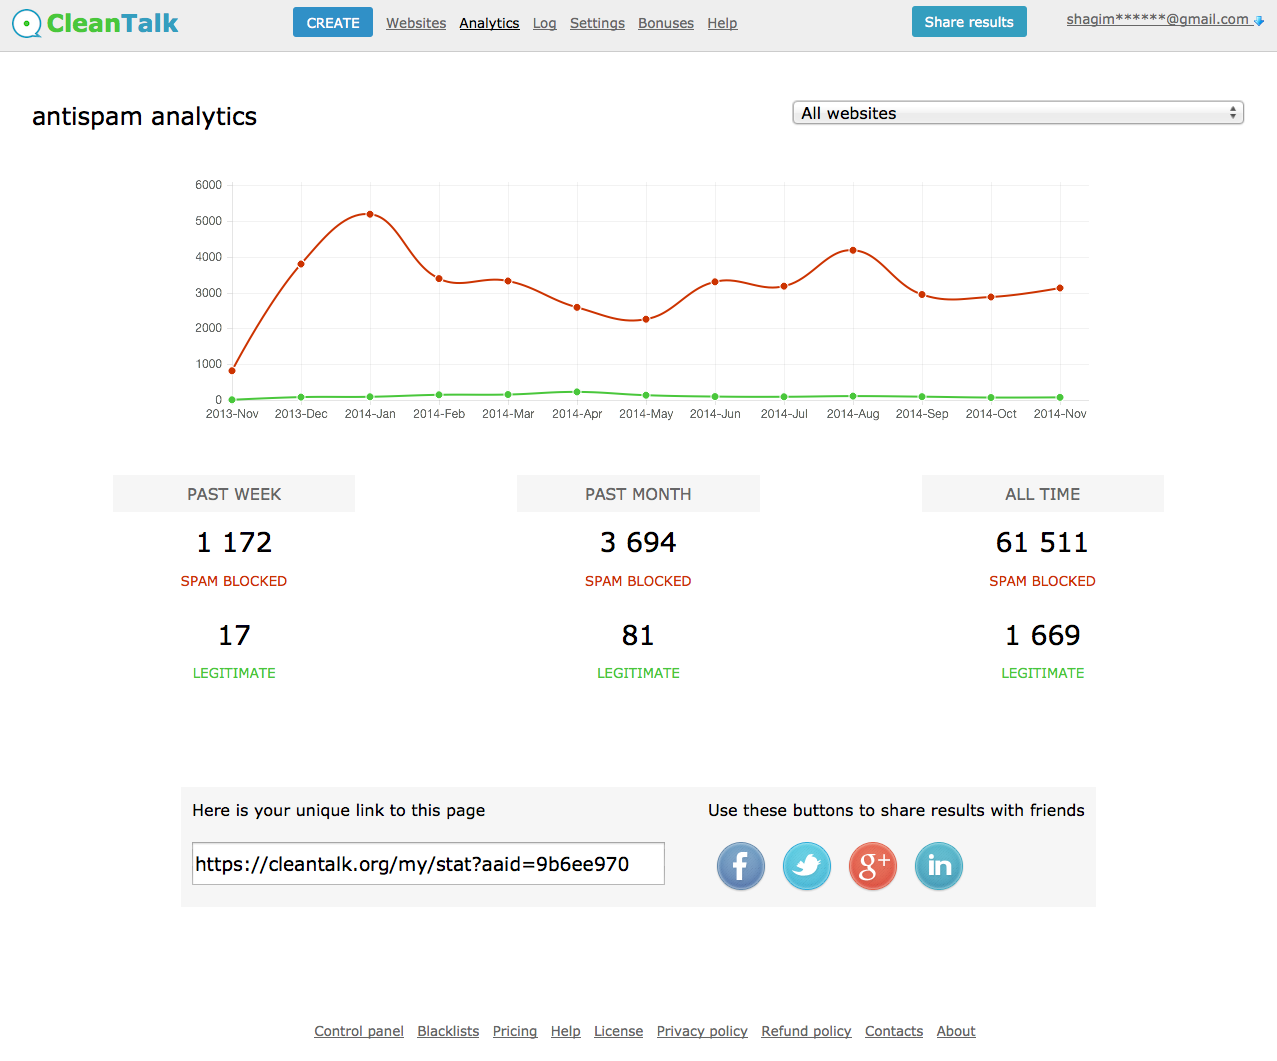 CleanTalk
CREATE Websites Analytics Log Settings Bonuses Help Share results shagim******@gmail.com
antispam analytics
All websites
6000
5000
4000
3000
2000
1000
0
2013-Nov 2013-Dec 2014-Jan 2014-Feb 2014-Mar 2014-Apr 2014-May 2014-Jun 2014-Jul 2014-Aug 2014-Sep 2014-Oct 2014-Nov
PAST WEEK PAST MONTH ALL TIME
1 172 3 694 61 511
SPAM BLOCKED SPAM BLOCKED SPAM BLOCKED
17 81 1 669
LEGITIMATE LEGITIMATE LEGITIMATE
Here is your unique link to this page Use these buttons to share results with friends
https://cleantalk.org/my/stat?aaid=9b6ee970
f g+ in
Control panel Blacklists Pricing Help License Privacy policy Refund policy Contacts About